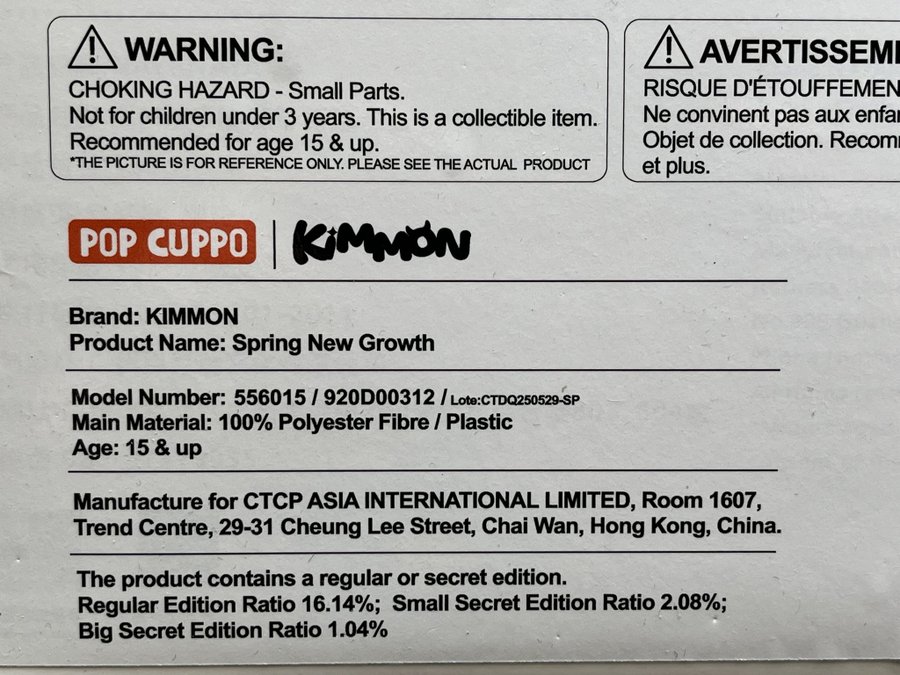 WARNING:
CHOKING HAZARD - Small Parts.
Not for children under 3 years. This is a collectible item.
Recommended for age 15 & up.
*THE PICTURE IS FOR REFERENCE ONLY. PLEASE SEE THE ACTUAL PRODUCT
AVERTISSEM
RISQUE D'ÉTOUFFEMEN
Ne convinent pas aux enfa
Objet de collection. Recom
et plus.
POP CUPPO | KiMMON
Brand: KIMMON
Product Name: Spring New Growth
Model Number: 556015 / 920D00312 / Lote:CTDQ250529-SP
Main Material: 100% Polyester Fibre / Plastic
Age: 15 & up
Manufacture for CTCP ASIA INTERNATIONAL LIMITED, Room 1607,
Trend Centre, 29-31 Cheung Lee Street, Chai Wan, Hong Kong, China.
The product contains a regular or secret edition.
Regular Edition Ratio 16.14%; Small Secret Edition Ratio 2.08%;
Big Secret Edition Ratio 1.04%